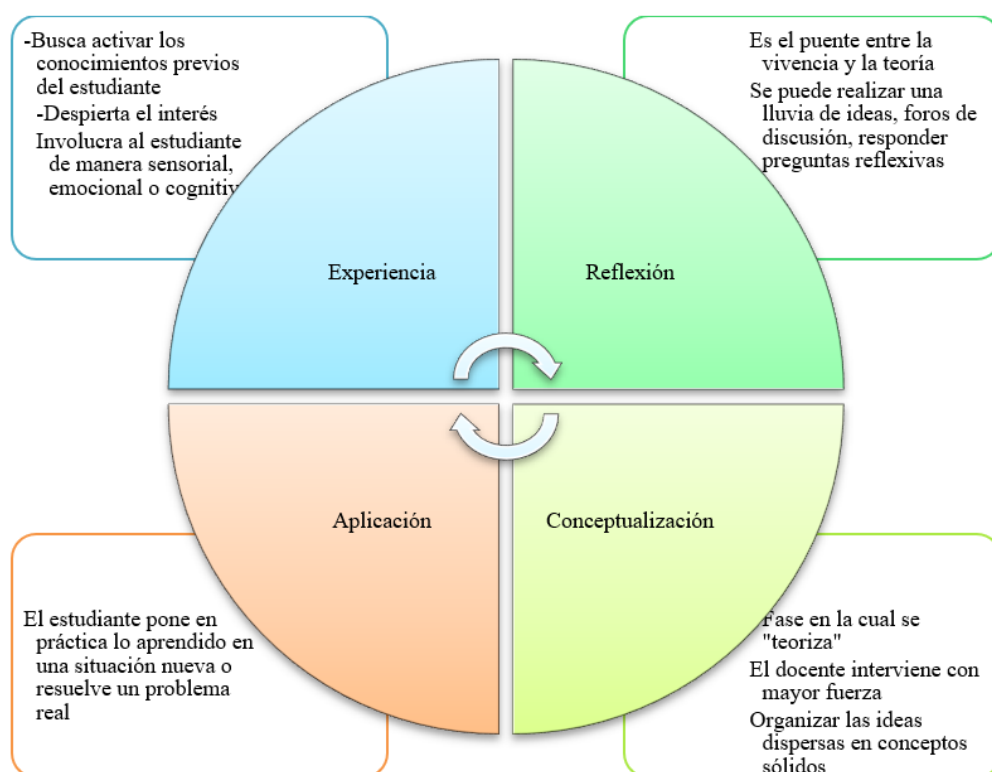 -Busca activar los
conocimientos previos
del estudiante
-Despierta el interés
Involucra al estudiante
de manera sensorial,
emocional o cognitiv
Es el puente entre la
vivencia y la teoría
Se puede realizar una
lluvia de ideas, foros de
discusión, responder
preguntas reflexivas
Experiencia
Reflexión
Aplicación
Conceptualización
El estudiante pone en
práctica lo aprendido en
una situación nueva o
resuelve un problema
real
Fase en la cual se
"teoriza"
El docente interviene con
mayor fuerza
Organizar las ideas
dispersas en conceptos
sólidos